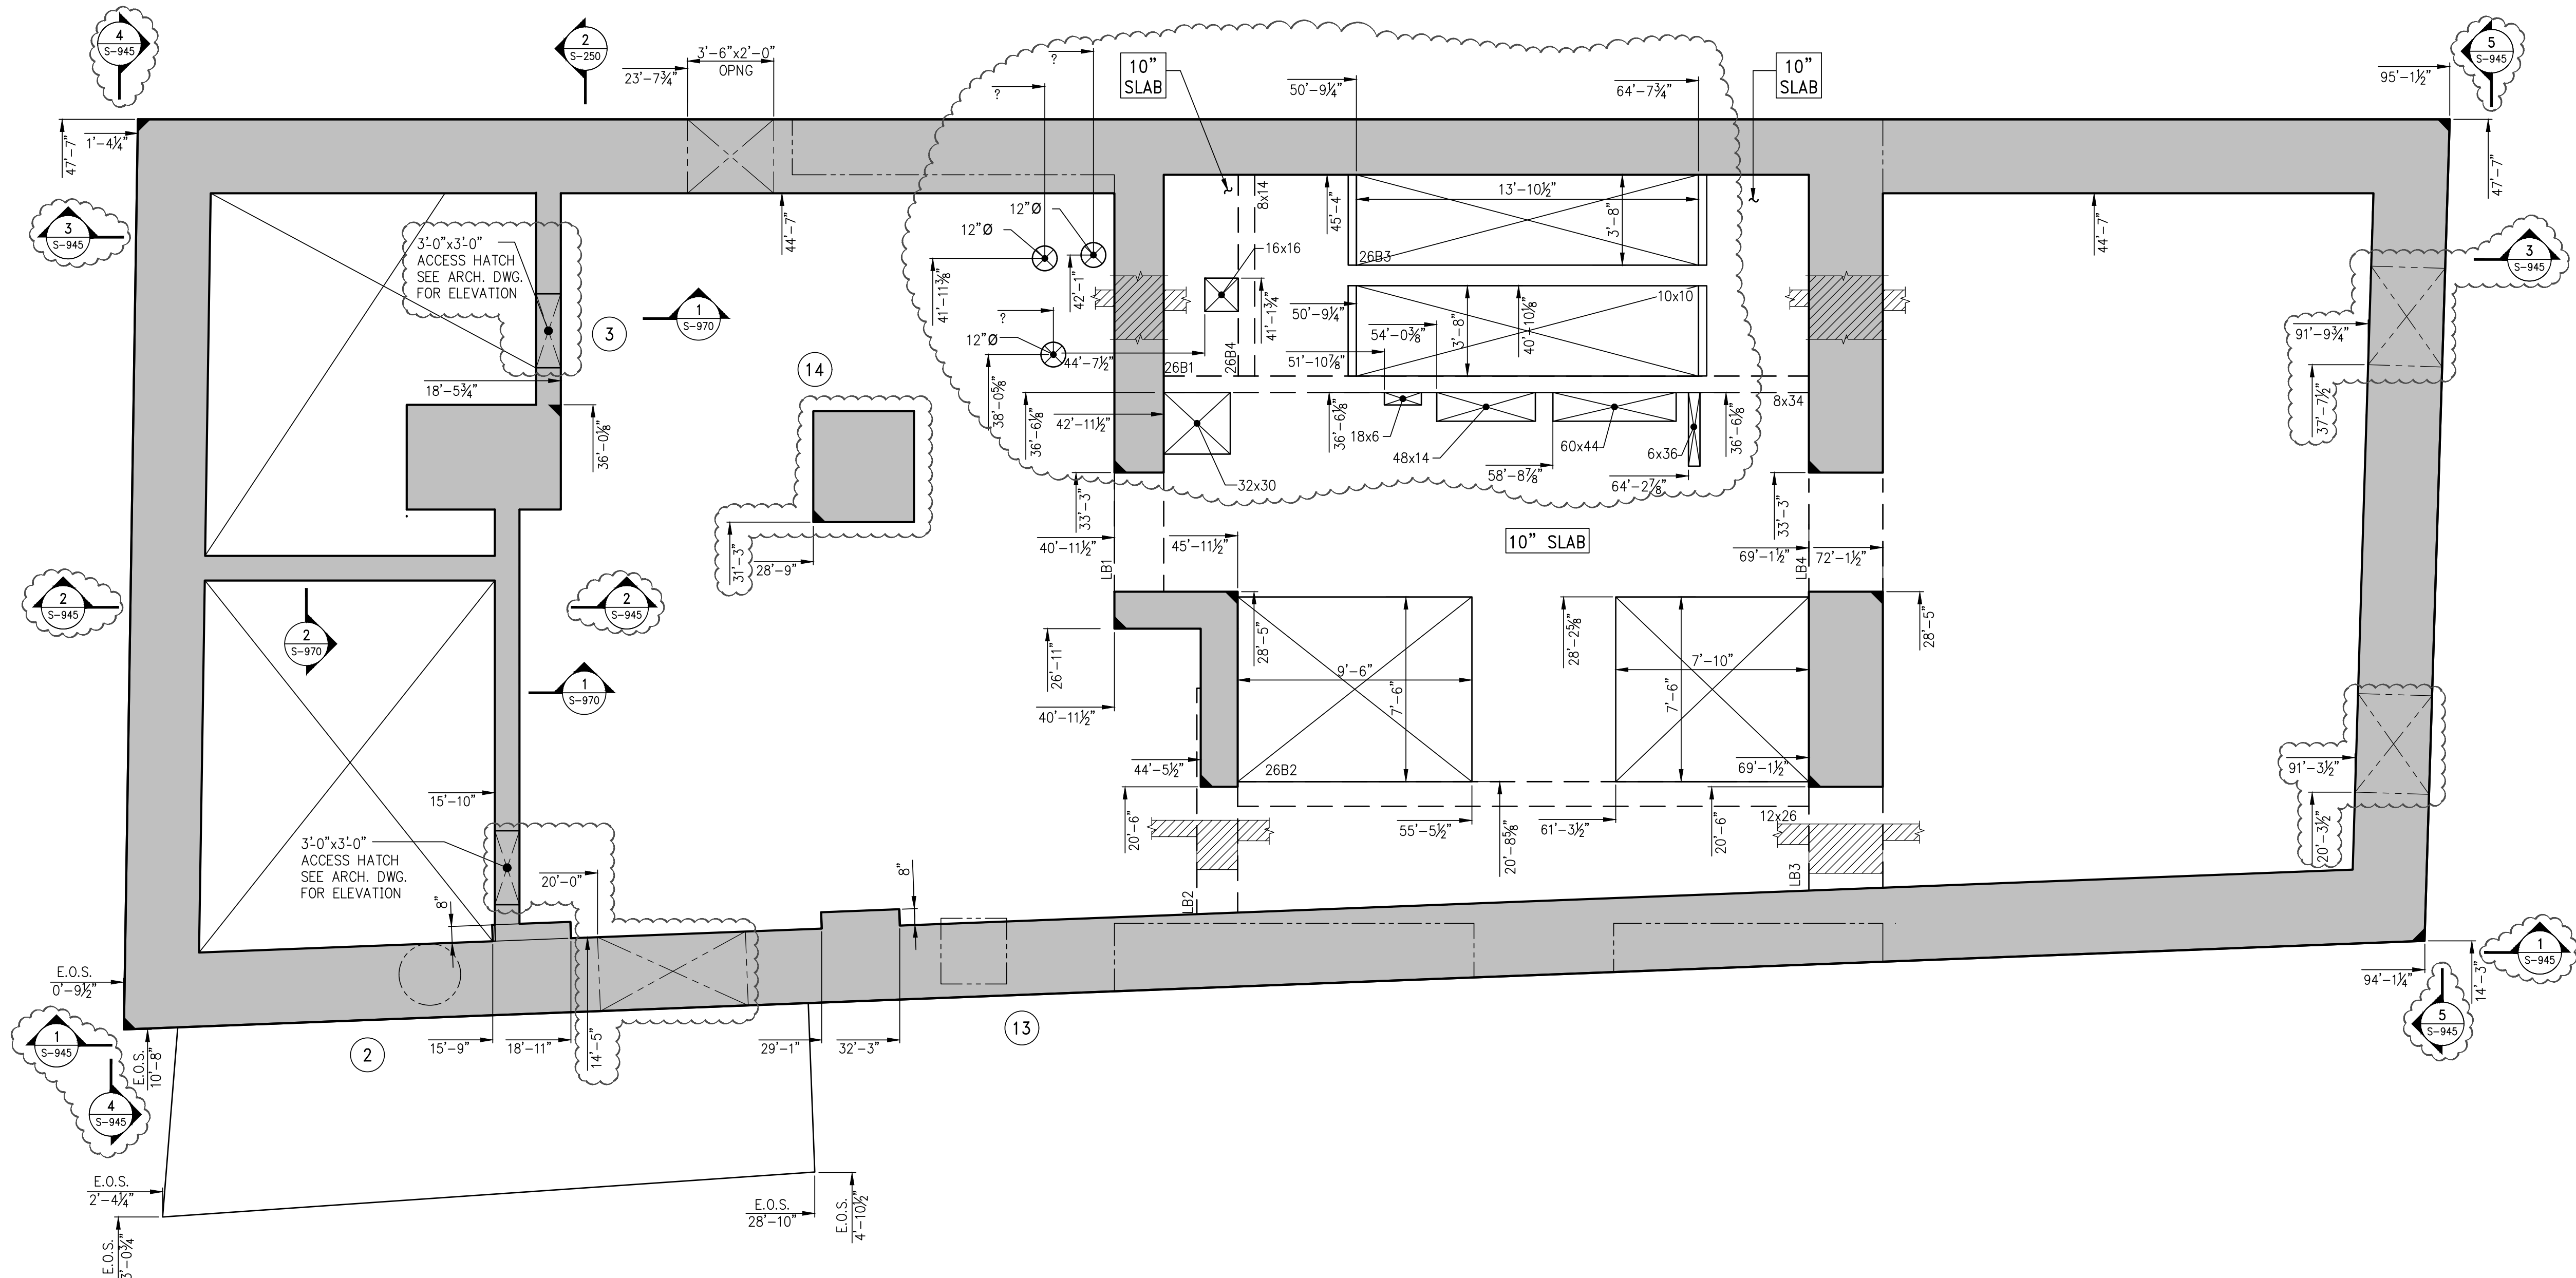 4
S-945
2
S-250
3'-6"x2'-0"
OPNG
23'-7¾"
?
?
10"
SLAB
50'-9¼"
64'-7¾"
10"
SLAB
95'-1½"
5
S-945
47'-7"
1'-4¼"
47'-7"
3
S-945
3'-0"x3'-0"
ACCESS HATCH
SEE ARCH. DWG.
FOR ELEVATION
3
44'-7"
12"Ø
12"Ø
41'-11⅜"
42'-1"
?
12"Ø
38'-0⅝"
8x14
16x16
41'-1¾"
44'-7½"
26B1
26B4
45'-4"
13'-10½"
3'-8"
26B3
10x10
50'-9¼"
54'-0⅜"
51'-10⅞"
3'-8"
40'-10⅛"
44'-7"
3
S-945
91'-9¾"
37'-7½"
1
S-970
14
18'-5¾"
36'-0⅛"
36'-6⅛"
42'-11½"
32x30
36'-6⅛"
18x6
48x14
58'-8⅞"
60x44
6x36
64'-2⅞"
36'-6⅛"
8x34
33'-3"
33'-3"
31'-3"
28'-9"
40'-11½"
LB1
45'-11½"
10" SLAB
69'-1½"
72'-1½"
LB4
2
S-945
2
S-945
2
S-970
1
S-970
26'-11"
40'-11½"
28'-5"
9'-6"
7'-6"
28'-2⅝"
7'-10"
7'-6"
28'-5"
44'-5½"
26B2
69'-1½"
20'-6"
55'-5½"
20'-8⅝"
61'-3½"
20'-6"
12x26
91'-3½"
20'-3½"
15'-10"
3'-0"x3'-0"
ACCESS HATCH
SEE ARCH. DWG.
FOR ELEVATION
8"
20'-0"
8"
LB2
LB3
E.O.S.
0'-9½"
1
S-945
4
S-945
E.O.S.
10'-8"
2
15'-9"
18'-11"
14'-5"
29'-1"
32'-3"
13
94'-1¼"
14'-3"
1
S-945
5
S-945
E.O.S.
2'-4¼"
E.O.S.
3'-0¾"
E.O.S.
28'-10"
E.O.S.
4'-10½"